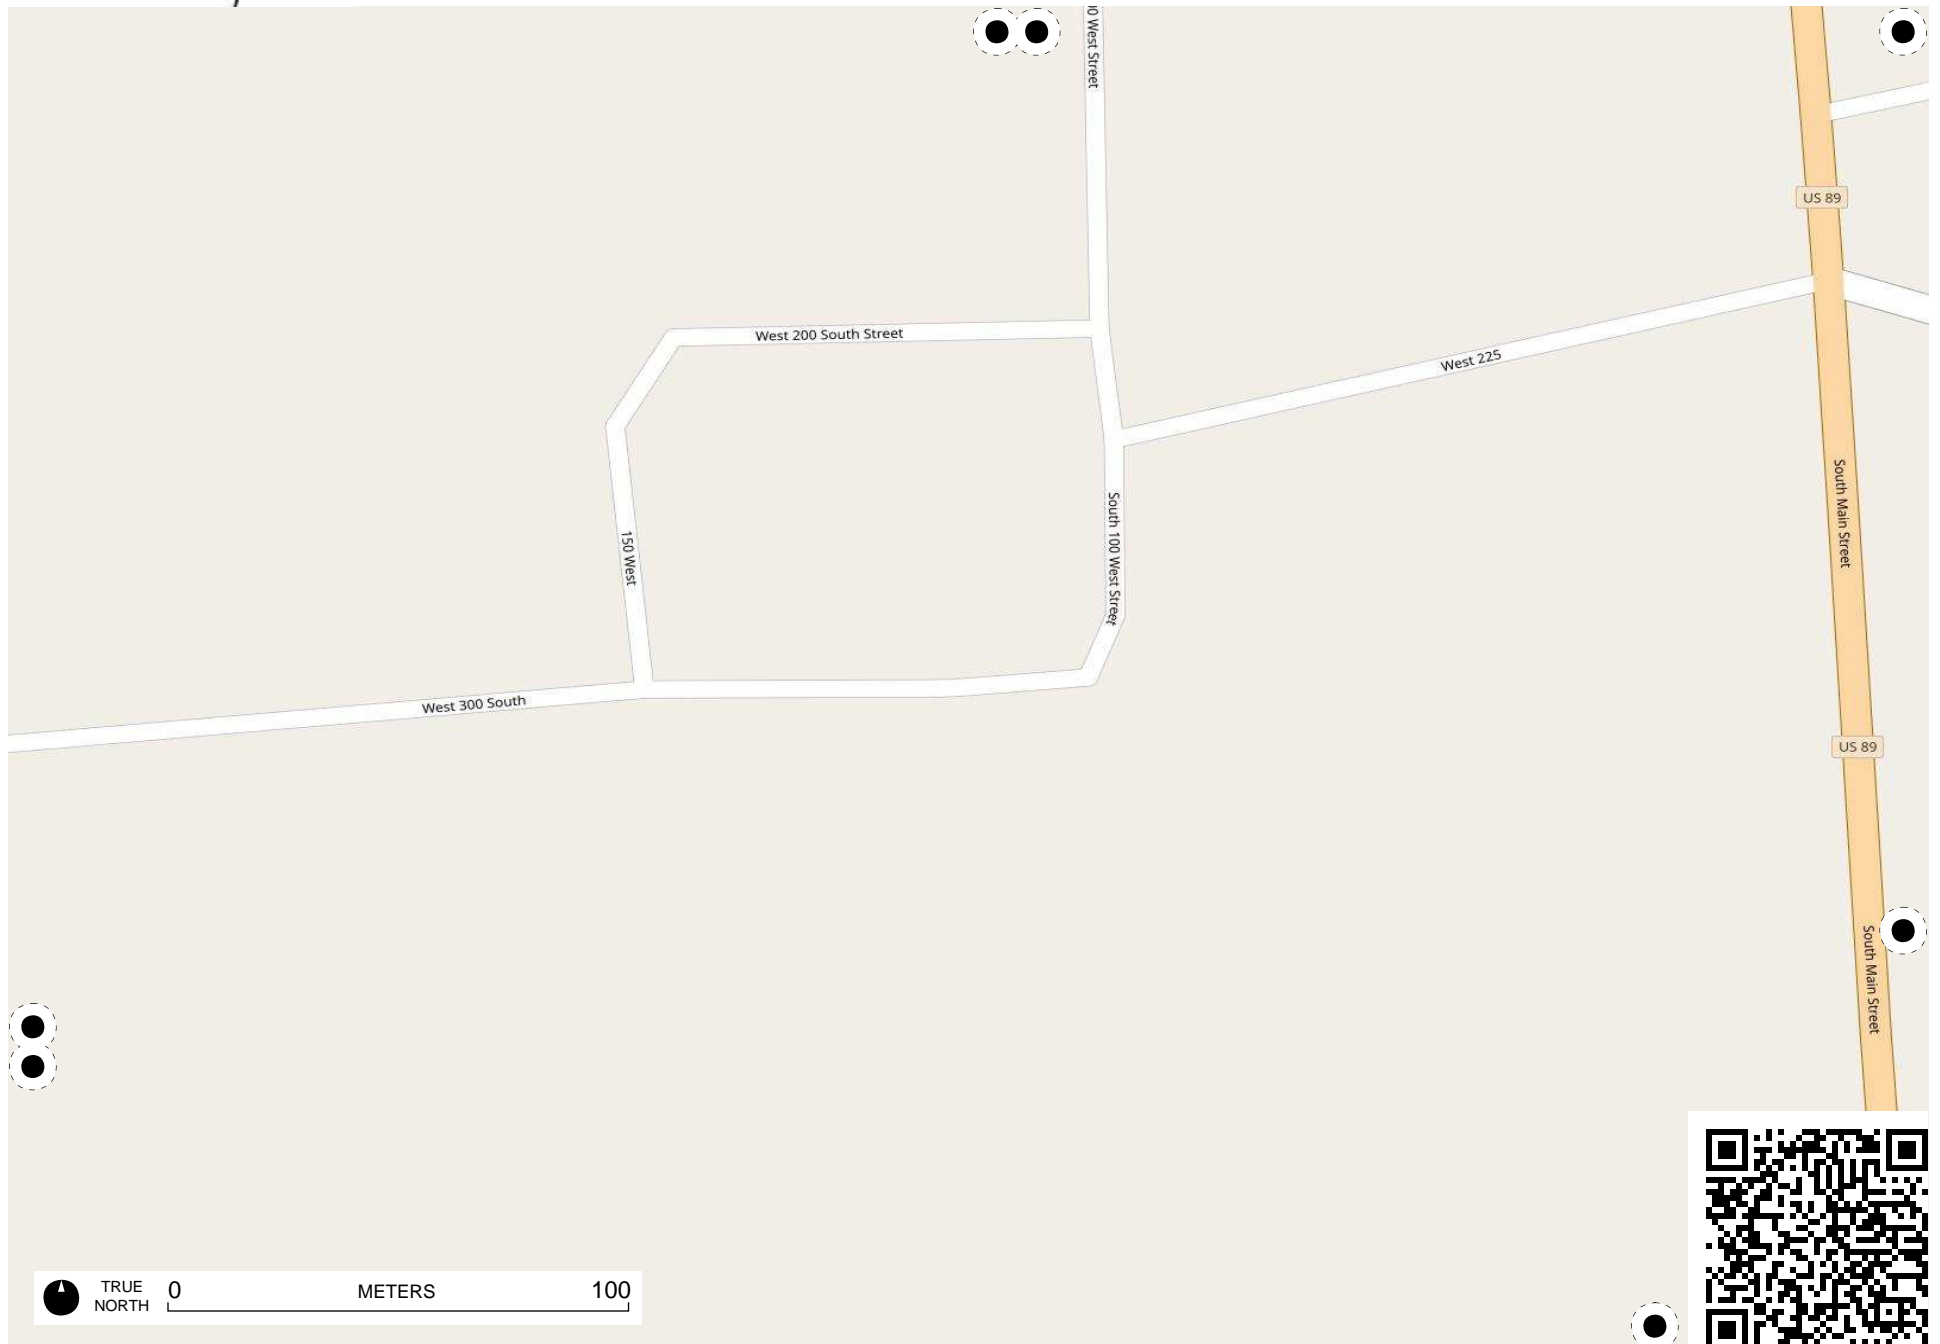 0 West Street
US 89
West 200 South Street
West 225
South Main Street
150 West
South 100 West Street
West 300 South
US 89
South Main Street
TRUE NORTH
0 METERS 100